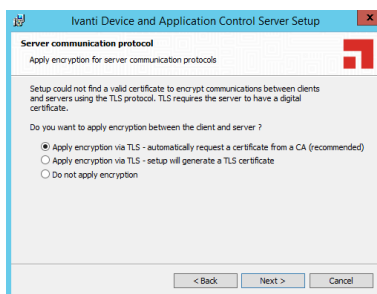 Ivanti Device and Application Control Server Setup
x
Server communication protocol
Apply encryption for server communication protocols
Setup could not find a valid certificate to encrypt communications between clients
and servers using the TLS protocol. TLS requires the server to have a digital
certificate.
Do you want to apply encryption between the client and server ?
Apply encryption via TLS - automatically request a certificate from a CA (recommended)
Apply encryption via TLS - setup will generate a TLS certificate
Do not apply encryption
< Back Next > Cancel